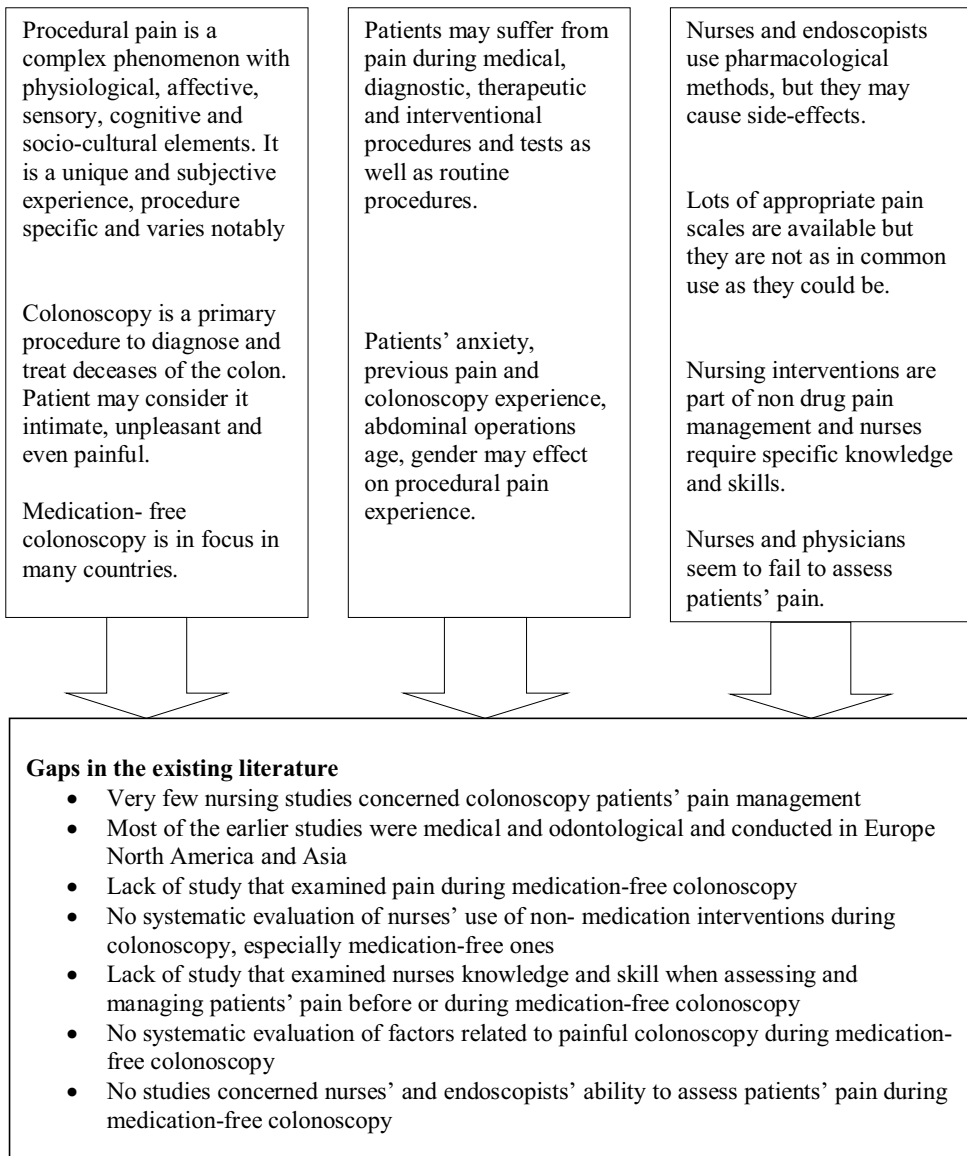 Procedural pain is a
complex phenomenon with
physiological, affective,
sensory, cognitive and
socio-cultural elements. It
is a unique and subjective
experience, procedure
specific and varies notably
Colonoscopy is a primary
procedure to diagnose and
treat deceases of the colon.
Patient may consider it
intimate, unpleasant and
even painful.
Medication- free
colonoscopy is in focus in
many countries.
Patients may suffer from
pain during medical,
diagnostic, therapeutic
and interventional
procedures and tests as
well as routine
procedures.
Patients’ anxiety,
previous pain and
colonoscopy experience,
abdominal operations
age, gender may effect
on procedural pain
experience.
Nurses and endoscopists
use pharmacological
methods, but they may
cause side-effects.
Lots of appropriate pain
scales are available but
they are not as in common
use as they could be.
Nursing interventions are
part of non drug pain
management and nurses
require specific knowledge
and skills.
Nurses and physicians
seem to fail to assess
patients’ pain.
Gaps in the existing literature
• Very few nursing studies concerned colonoscopy patients’ pain management
• Most of the earlier studies were medical and odontological and conducted in Europe
North America and Asia
• Lack of study that examined pain during medication-free colonoscopy
• No systematic evaluation of nurses’ use of non- medication interventions during
colonoscopy, especially medication-free ones
• Lack of study that examined nurses knowledge and skill when assessing and
managing patients’ pain before or during medication-free colonoscopy
• No systematic evaluation of factors related to painful colonoscopy during medication-
free colonoscopy
• No studies concerned nurses’ and endoscopists’ ability to assess patients’ pain during
medication-free colonoscopy